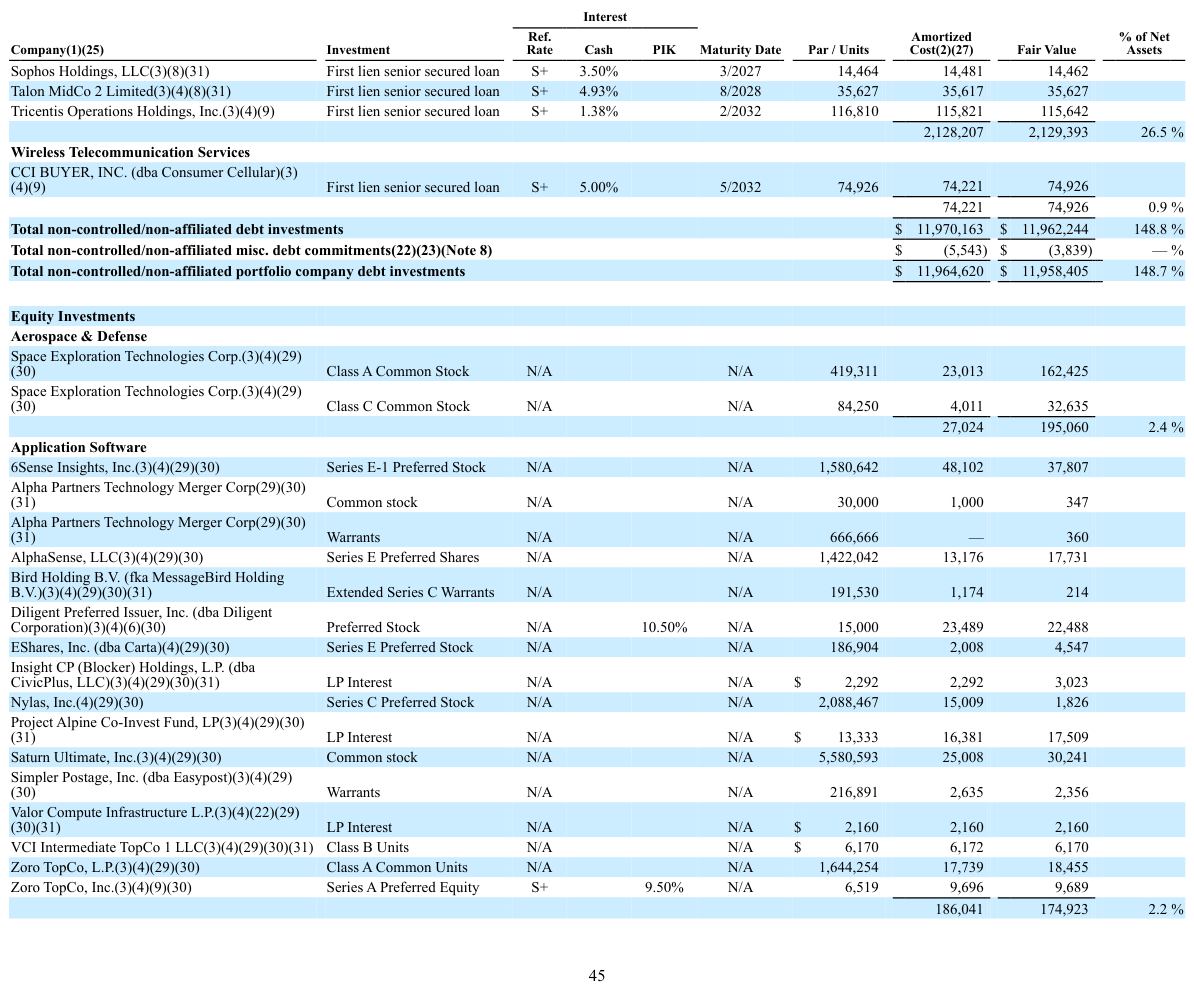 Interest
Company(1)(25) Investment Ref. Rate Cash PIK Maturity Date Par / Units Amortized Cost(2)(27) Fair Value % of Net Assets
Sophos Holdings, LLC(3)(8)(31) First lien senior secured loan S+ 3.50% 3/2027 14,464 14,481 14,462
Talon MidCo 2 Limited(3)(4)(8)(31) First lien senior secured loan S+ 4.93% 8/2028 35,627 35,617 35,627
Tricentis Operations Holdings, Inc.(3)(4)(9) First lien senior secured loan S+ 1.38% 2/2032 116,810 115,821 115,642
2,128,207 2,129,393 26.5 %
Wireless Telecommunication Services
CCI BUYER, INC. (dba Consumer Cellular)(3)
(4)(9) First lien senior secured loan S+ 5.00% 5/2032 74,926 74,221 74,926
74,221 74,926 0.9 %
Total non-controlled/non-affiliated debt investments $ 11,970,163 $ 11,962,244 148.8 %
Total non-controlled/non-affiliated misc. debt commitments(22)(23)(Note 8) $ (5,543) $ (3,839) — %
Total non-controlled/non-affiliated portfolio company debt investments $ 11,964,620 $ 11,958,405 148.7 %
Equity Investments
Aerospace & Defense
Space Exploration Technologies Corp.(3)(4)(29)
(30) Class A Common Stock N/A N/A 419,311 23,013 162,425
Space Exploration Technologies Corp.(3)(4)(29)
(30) Class C Common Stock N/A N/A 84,250 4,011 32,635
27,024 195,060 2.4 %
Application Software
6Sense Insights, Inc.(3)(4)(29)(30) Series E-1 Preferred Stock N/A N/A 1,580,642 48,102 37,807
Alpha Partners Technology Merger Corp(29)(30)
(31) Common stock N/A N/A 30,000 1,000 347
Alpha Partners Technology Merger Corp(29)(30)
(31) Warrants N/A N/A 666,666 — 360
AlphaSense, LLC(3)(4)(29)(30) Series E Preferred Shares N/A N/A 1,422,042 13,176 17,731
Bird Holding B.V. (fka MessageBird Holding
B.V.)(3)(4)(29)(30)(31) Extended Series C Warrants N/A N/A 191,530 1,174 214
Diligent Preferred Issuer, Inc. (dba Diligent
Corporation)(3)(4)(6)(30) Preferred Stock N/A 10.50% N/A 15,000 23,489 22,488
EShares, Inc. (dba Carta)(4)(29)(30) Series E Preferred Stock N/A N/A 186,904 2,008 4,547
Insight CP (Blocker) Holdings, L.P. (dba
CivicPlus, LLC)(3)(4)(29)(30)(31) LP Interest N/A N/A $ 2,292 2,292 3,023
Nylas, Inc.(4)(29)(30) Series C Preferred Stock N/A N/A 2,088,467 15,009 1,826
Project Alpine Co-Invest Fund, LP(3)(4)(29)(30)
(31) LP Interest N/A N/A $ 13,333 16,381 17,509
Saturn Ultimate, Inc.(3)(4)(29)(30) Common stock N/A N/A 5,580,593 25,008 30,241
Simpler Postage, Inc. (dba Easypost)(3)(4)(29)
(30) Warrants N/A N/A 216,891 2,635 2,356
Valor Compute Infrastructure L.P.(3)(4)(22)(29)
(30)(31) LP Interest N/A N/A $ 2,160 2,160 2,160
VCI Intermediate TopCo 1 LLC(3)(4)(29)(30)(31) Class B Units N/A N/A $ 6,170 6,172 6,170
Zoro TopCo, L.P.(3)(4)(29)(30) Class A Common Units N/A N/A 1,644,254 17,739 18,455
Zoro TopCo, Inc.(3)(4)(9)(30) Series A Preferred Equity S+ 9.50% N/A 6,519 9,696 9,689
186,041 174,923 2.2 %
45